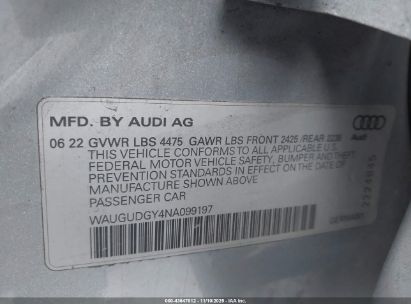 MFD. BY AUDI AG
06 22 GVWR LBS 4475 GAWR LBS FRONT 2425 /REAR 2238
Audi
THIS VEHICLE CONFORMS TO ALL APPLICABLE U.S.
FEDERAL MOTOR VEHICLE SAFETY, BUMPER AND THEFT
PREVENTION STANDARDS IN EFFECT ON THE DATE OF
MANUFACTURE SHOWN ABOVE
PASSENGER CAR
WAUGUDGY4NA099197